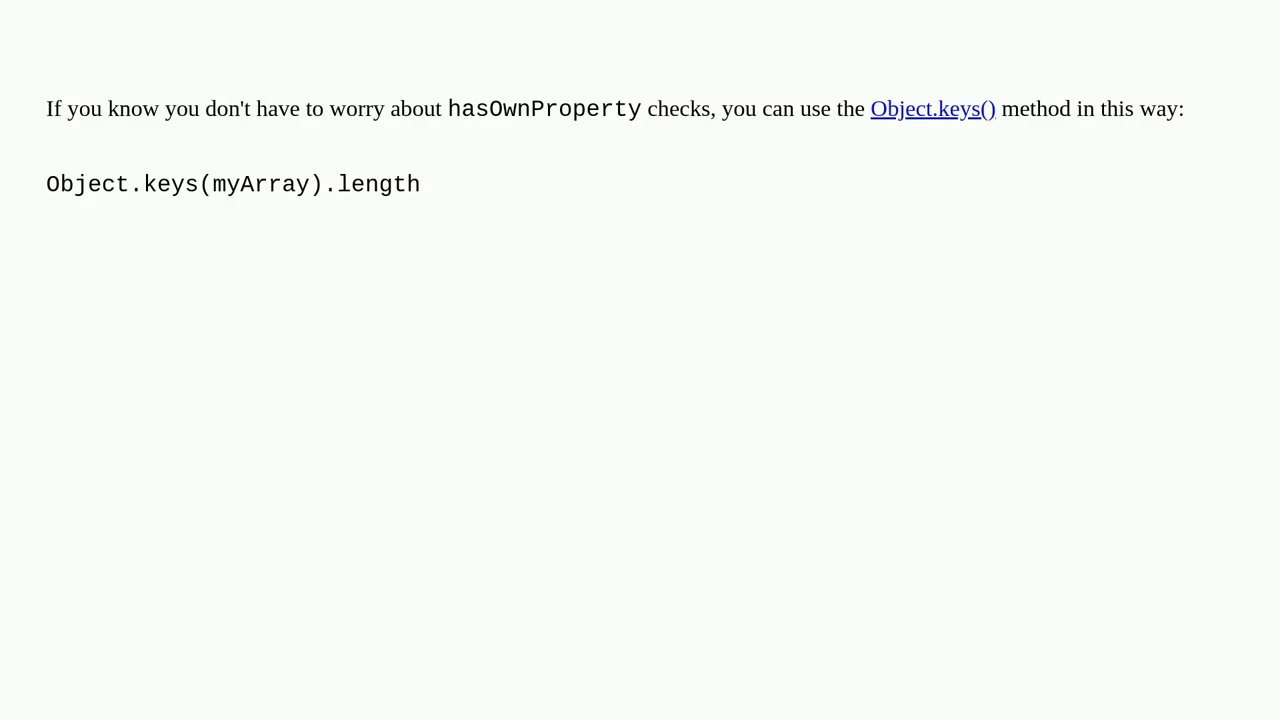 If you know you don't have to worry about hasOwnProperty checks, you can use the Object.keys() method in this way:
Object.keys(myArray).length